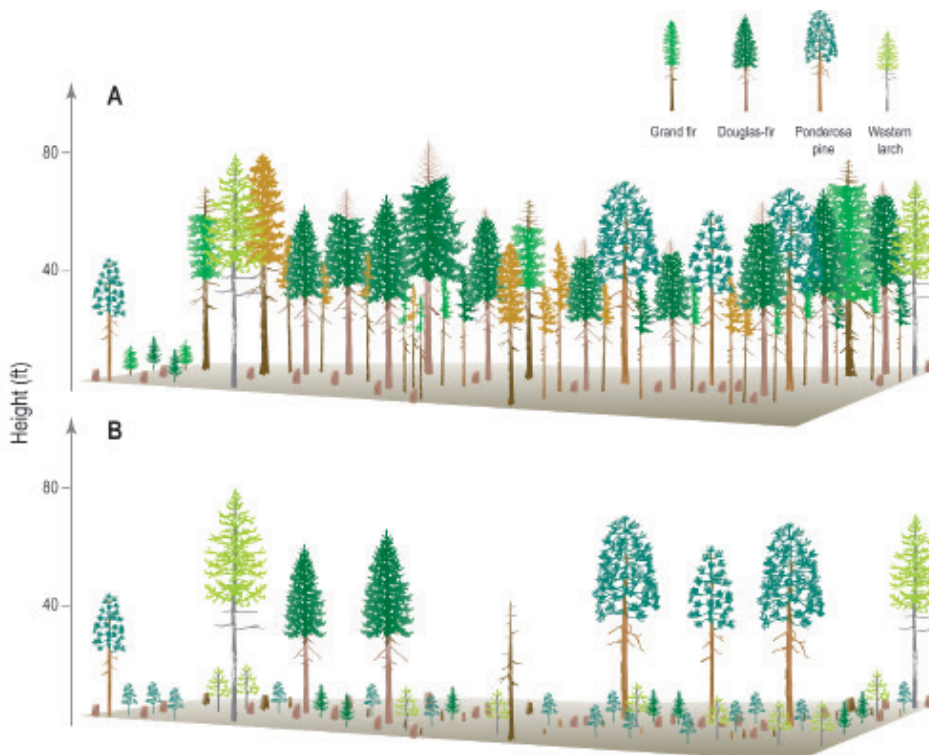 Grand fir
Douglas-fir
Ponderosa
pine
Western
larch
A
80
40
Height (ft)
B
80
40